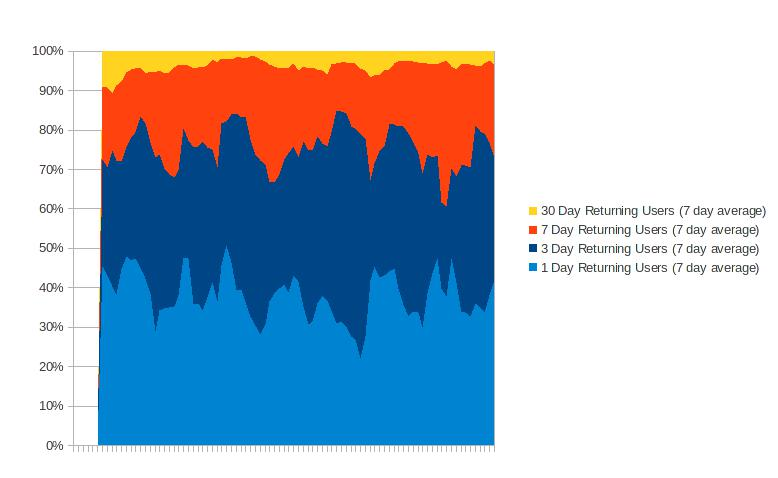 100%
90%
80%
70%
60%
50%
40%
30%
20%
10%
0%
30 Day Returning Users (7 day average)
7 Day Returning Users (7 day average)
3 Day Returning Users (7 day average)
1 Day Returning Users (7 day average)